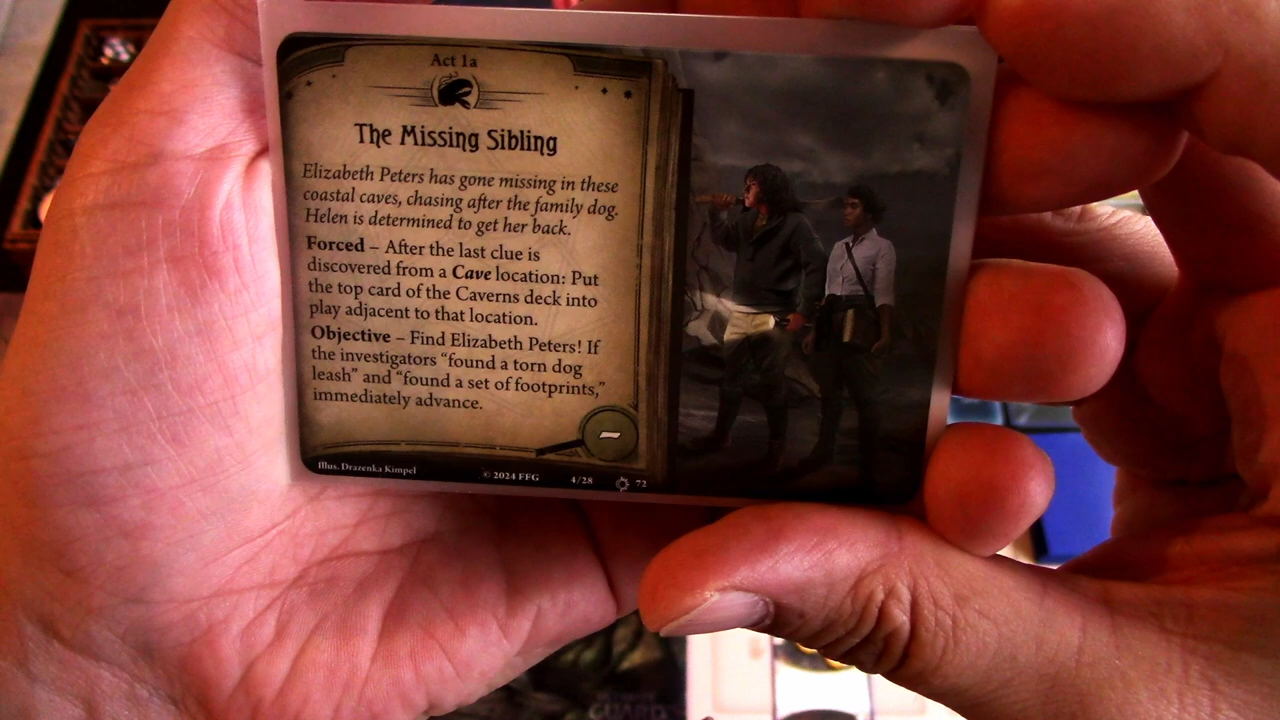 Act 1a
The Missing Sibling
Elizabeth Peters has gone missing in these
coastal caves, chasing after the family dog.
Helen is determined to get her back.
Forced – After the last clue is
discovered from a Cave location: Put
the top card of the Caverns deck into
play adjacent to that location.
Objective – Find Elizabeth Peters! If
the investigators “found a torn dog
leash” and “found a set of footprints,”
immediately advance.
–
Illus. Drazenka Kimpel
© 2024 FFG
4/28
72
GUARD